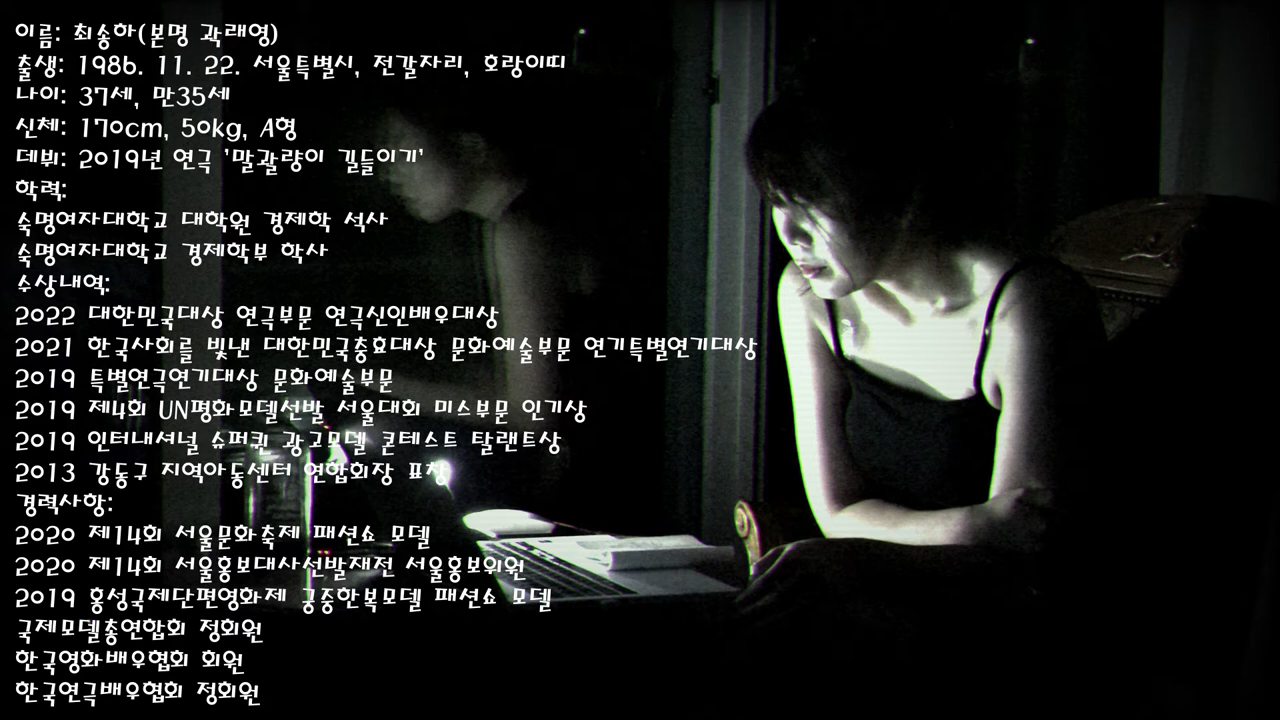 이름: 최송하(본명 곽래영)
출생: 1986. 11. 22. 서울특별시, 전갈자리, 호랑이띠
나이: 37세, 만35세
신체: 170cm, 50kg, A형
데뷔: 2019년 연극 '말괄량이 길들이기'
학력:
숙명여자대학교 대학원 경제학 석사
숙명여자대학교 경제학부 학사
수상내역:
2022 대한민국대상 연극부문 연극신인배우대상
2021 한국사회를 빛낸 대한민국충효대상 문화예술부문 연기특별연기대상
2019 특별연극연기대상 문화예술부문
2019 제4회 UN평화모델선발 서울대회 미스부문 인기상
2019 인터내셔널 슈퍼퀸 광고모델 콘테스트 탈랜트상
2013 강동구 지역아동센터 연합회장 표창
경력사항:
2020 제14회 서울문화축제 패션쇼 모델
2020 제14회 서울홍보대사선발재전 서울홍보위원
2019 홍성국제단편영화제 궁중한복모델 패션쇼 모델
국제모델총연합회 정회원
한국영화배우협회 회원
한국연극배우협회 정회원